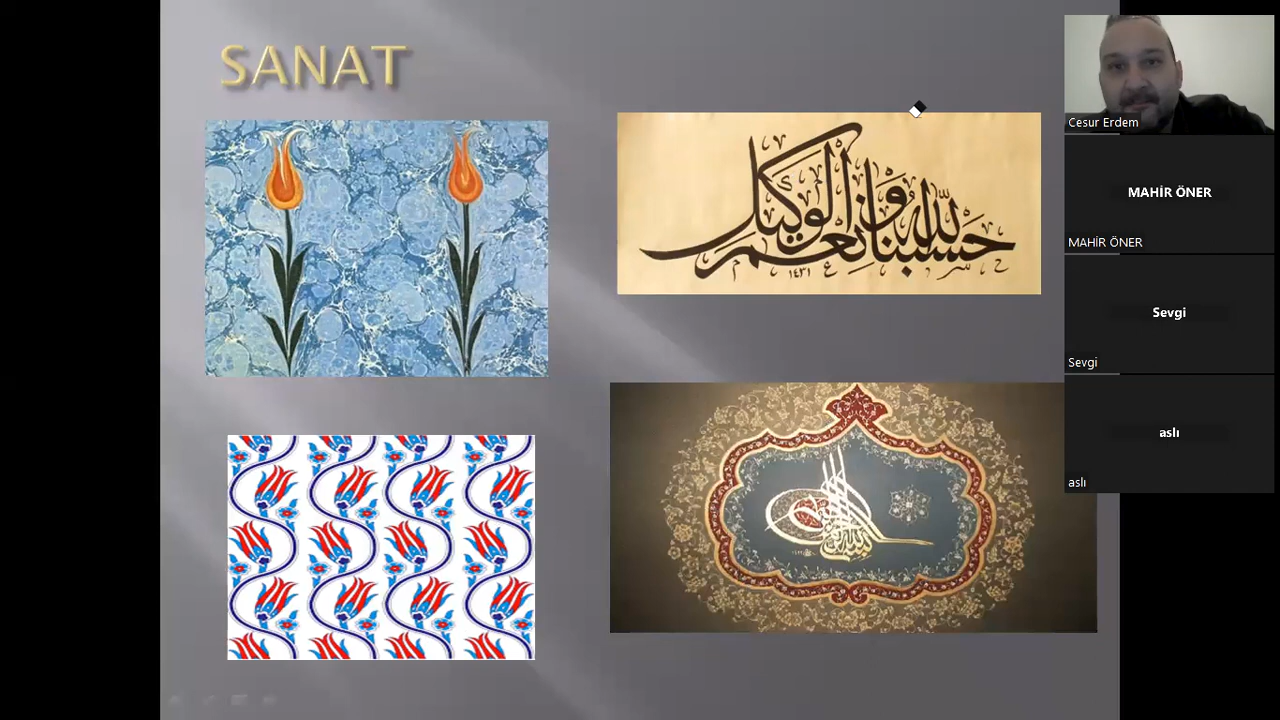 SANAT
حسبنا الله ونعم الوكيل
١٤٣١
Cesur Erdem
MAHİR ÖNER
MAHİR ÖNER
Sevgi
Sevgi
aslı
aslı